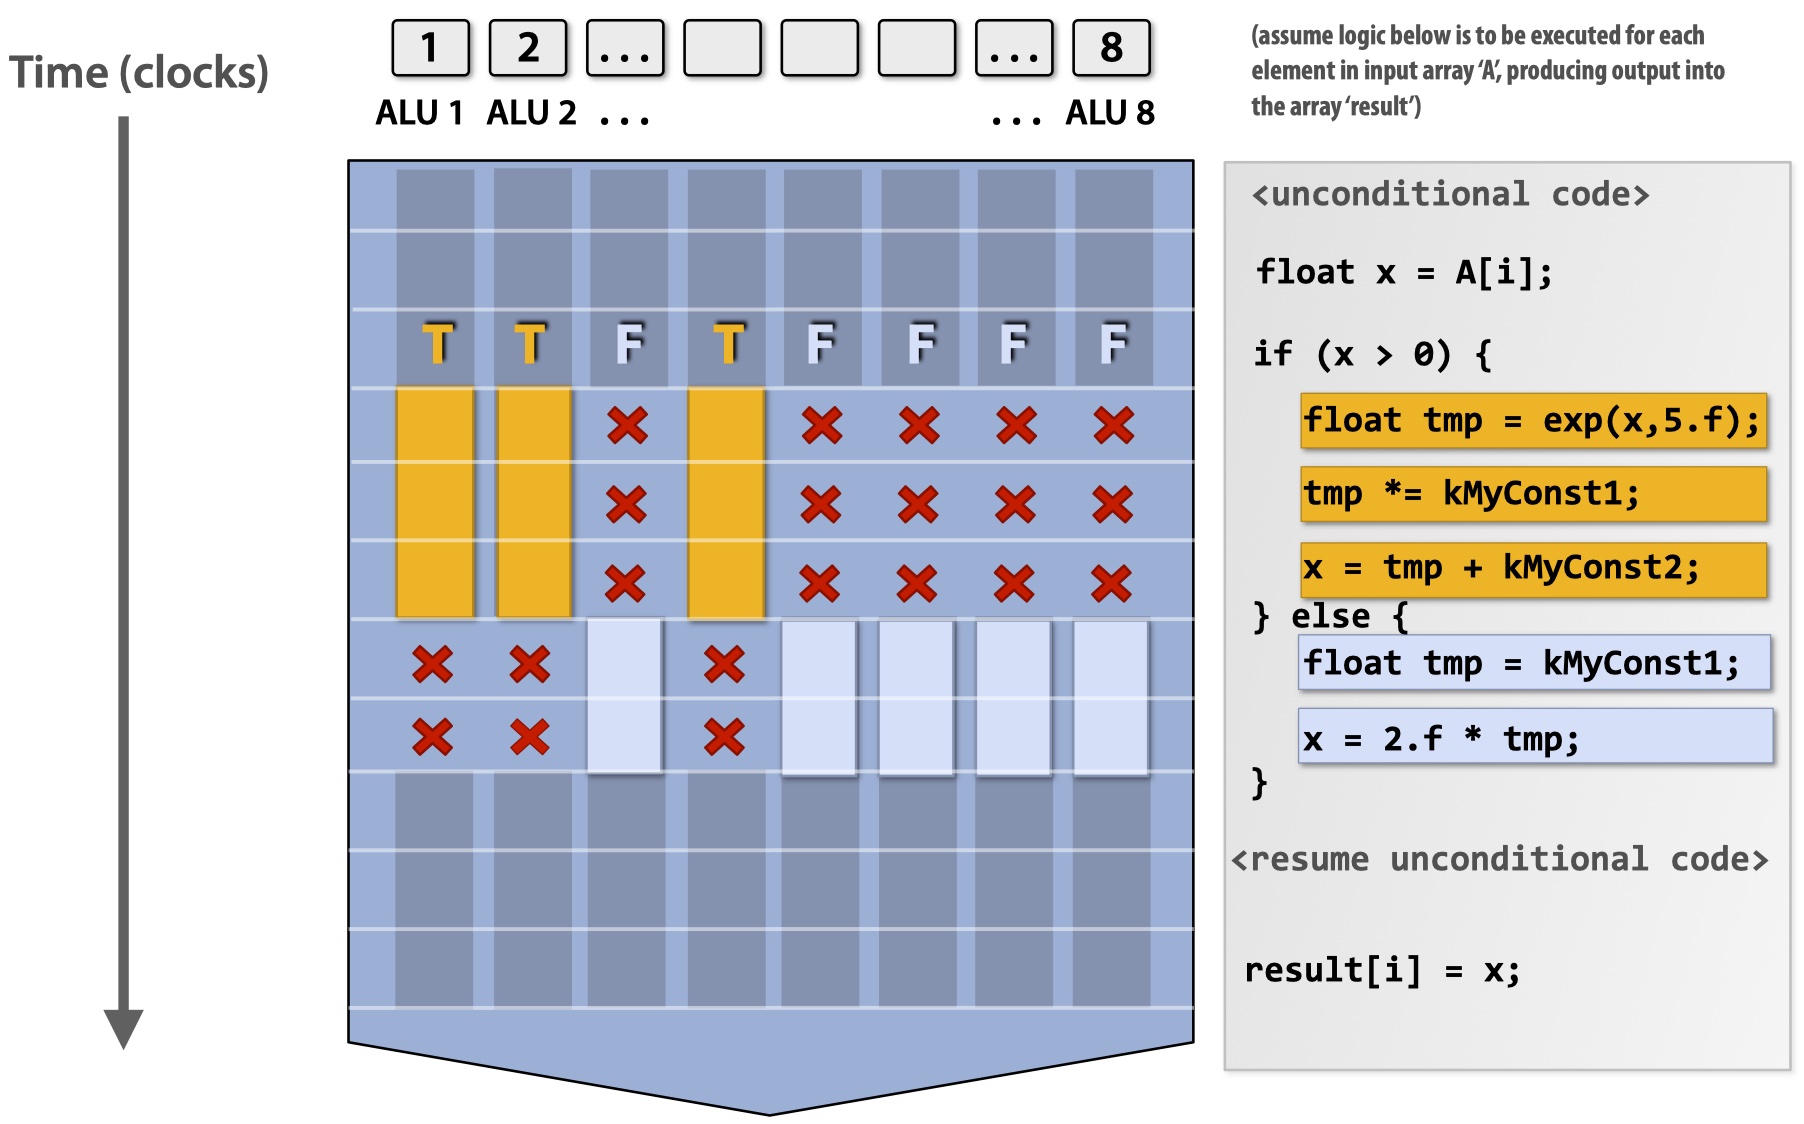 1 2 ... ... 8
Time (clocks)
ALU 1 ALU 2 ... ... ALU 8
(assume logic below is to be executed for each
element in input array ‘A’, producing output into
the array ‘result’)
T T F T F F F F
<unconditional code>
float x = A[i];
if (x > 0) {
float tmp = exp(x,5.f);
tmp *= kMyConst1;
x = tmp + kMyConst2;
} else {
float tmp = kMyConst1;
x = 2.f * tmp;
}
<resume unconditional code>
result[i] = x;